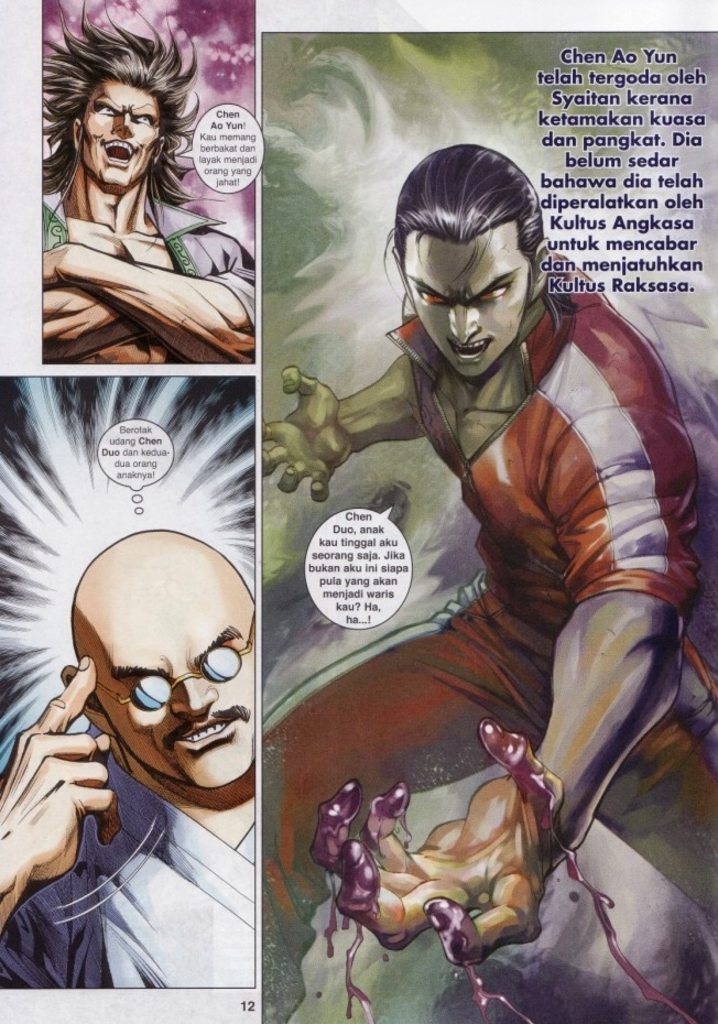 Chen
Ao Yun!
Kau memang
berbakat dan
layak menjadi
orang yang
jahat!
Chen Ao Yun
telah tergoda oleh
Syaitan kerana
ketamakan kuasa
dan pangkat. Dia
belum sedar
bahawa dia telah
diperalatkan oleh
Kultus Angkasa
untuk mencabar
dan menjatuhkan
Kultus Raksasa.
Berotak
udang Chen
Duo dan kedua-
dua orang
anaknya!
Chen
Duo, anak
kau tinggal aku
seorang saja. Jika
bukan aku ini siapa
pula yang akan
menjadi waris
kau? Ha,
ha...!
12